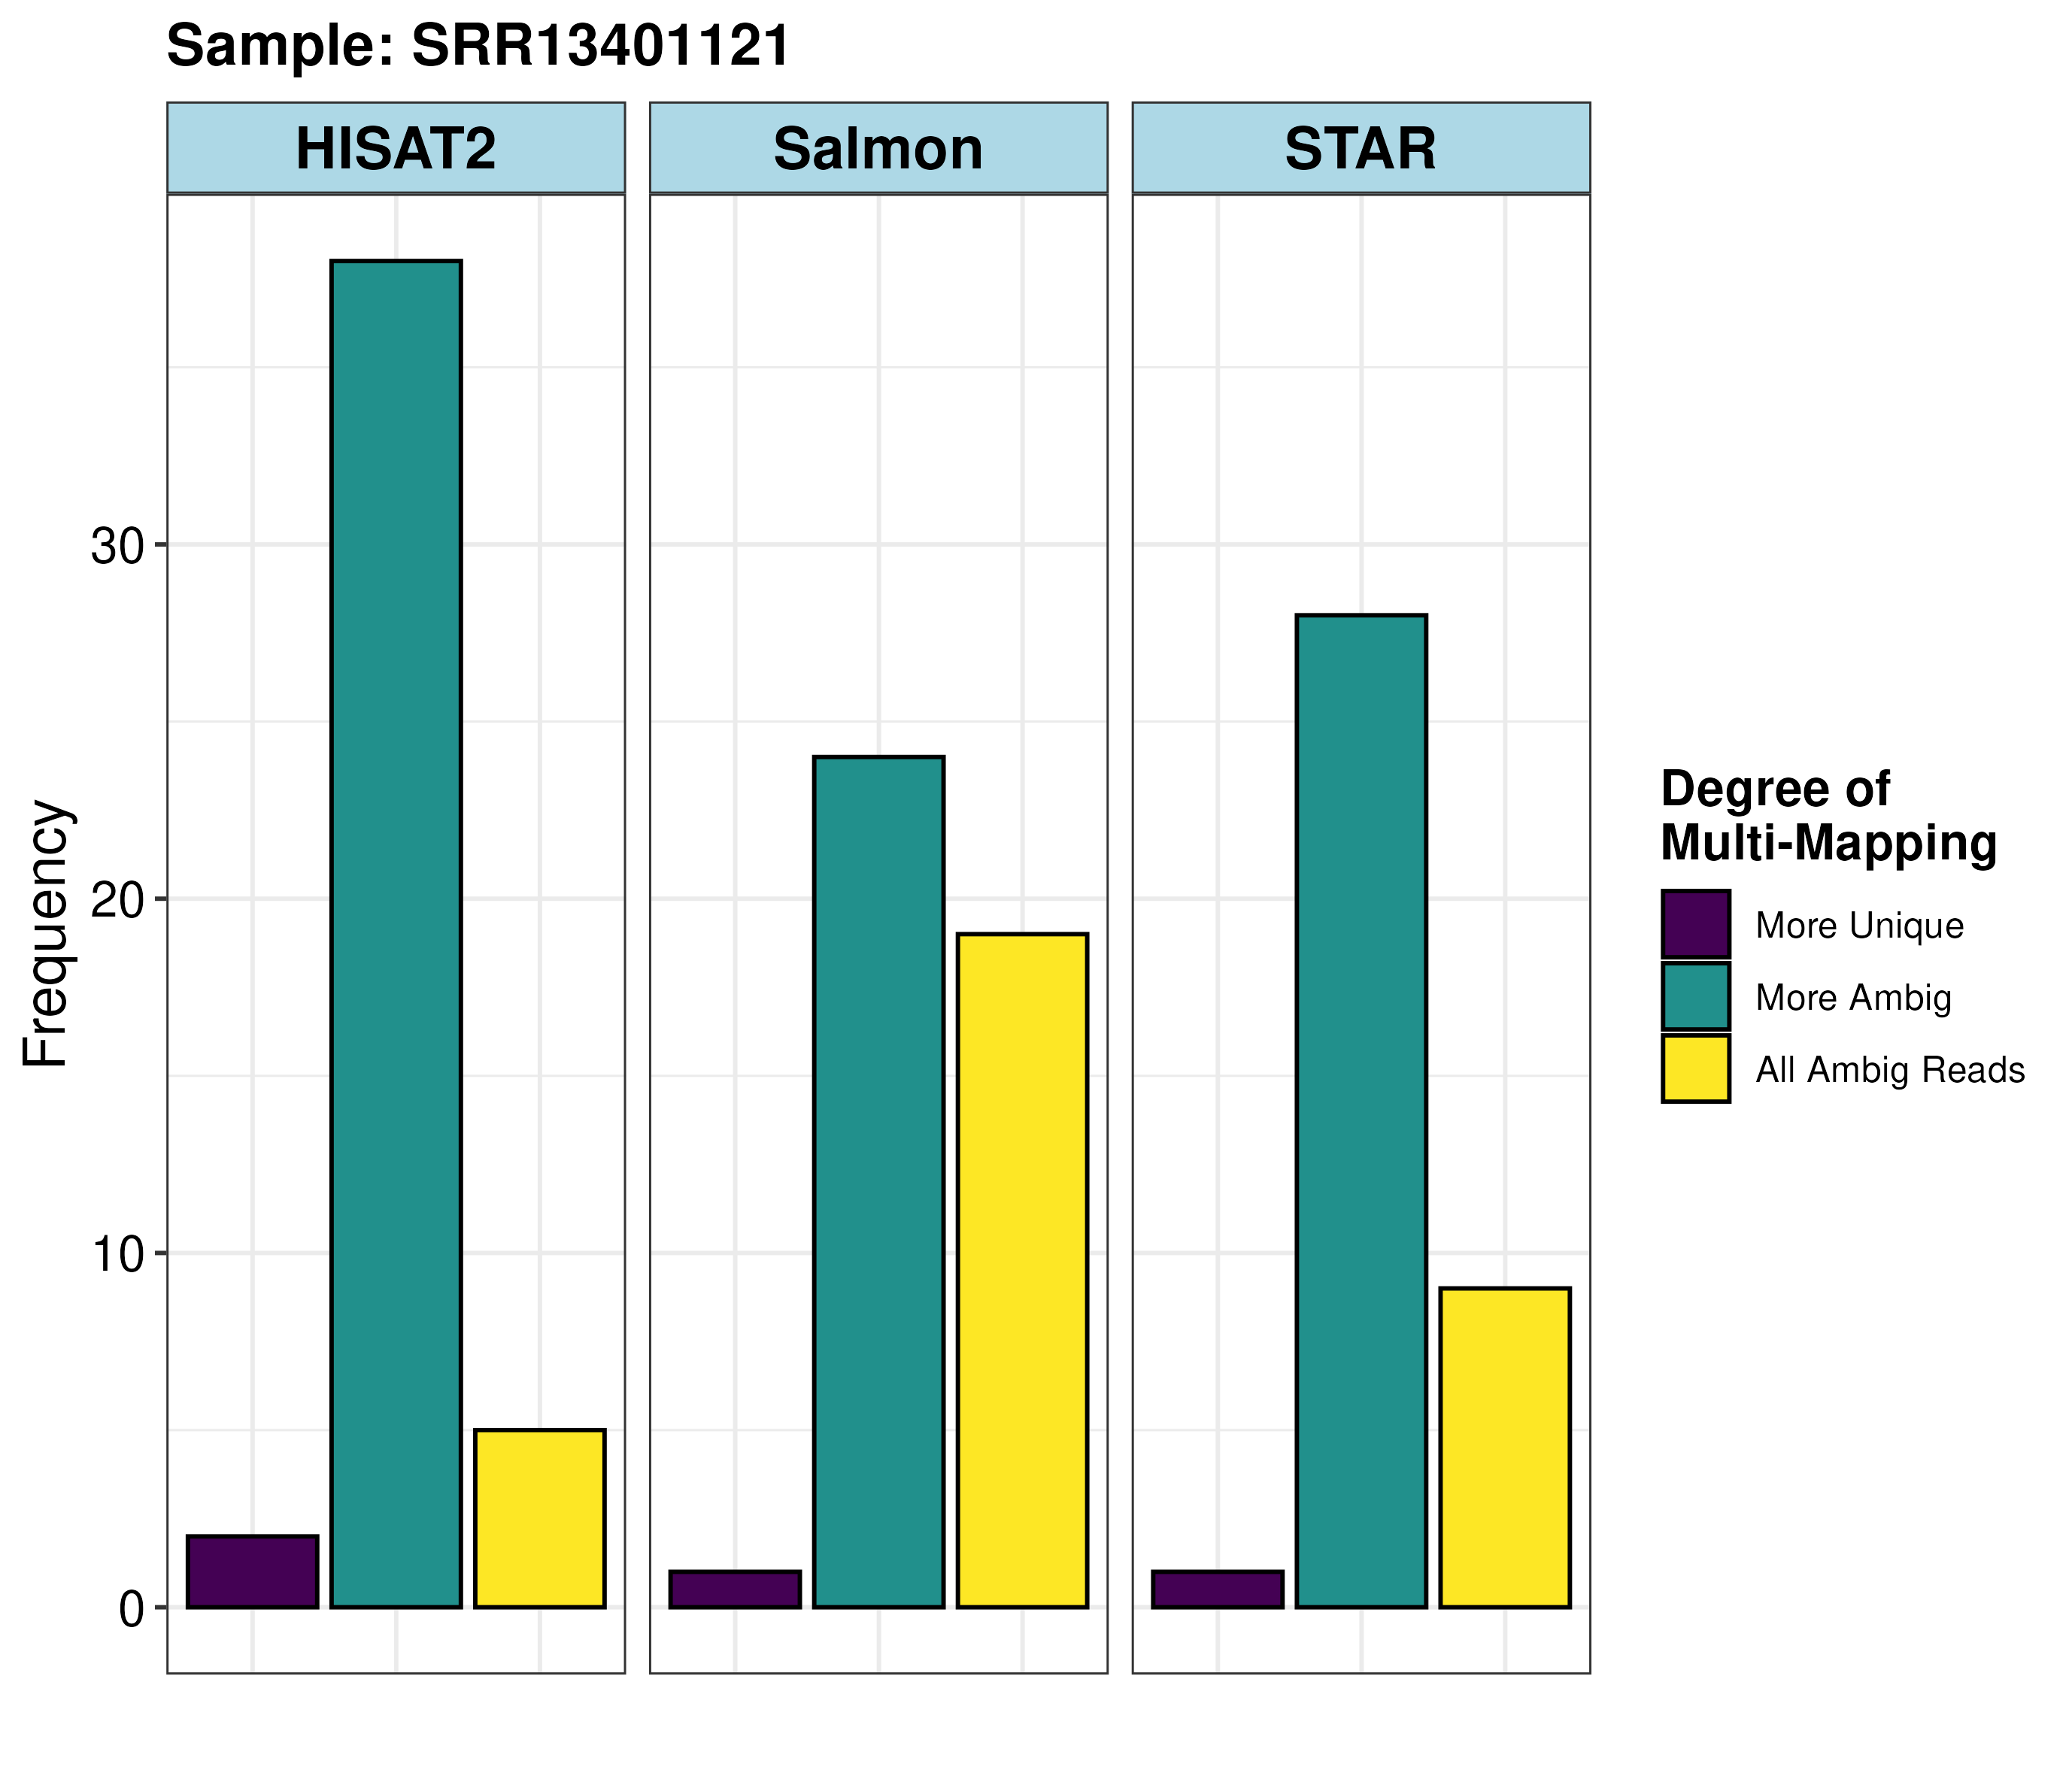 Sample: SRR13401121
HISAT2
Salmon
STAR
Frequency
30
20
10
0
Degree of
Multi-Mapping
More Unique
More Ambig
All Ambig Reads